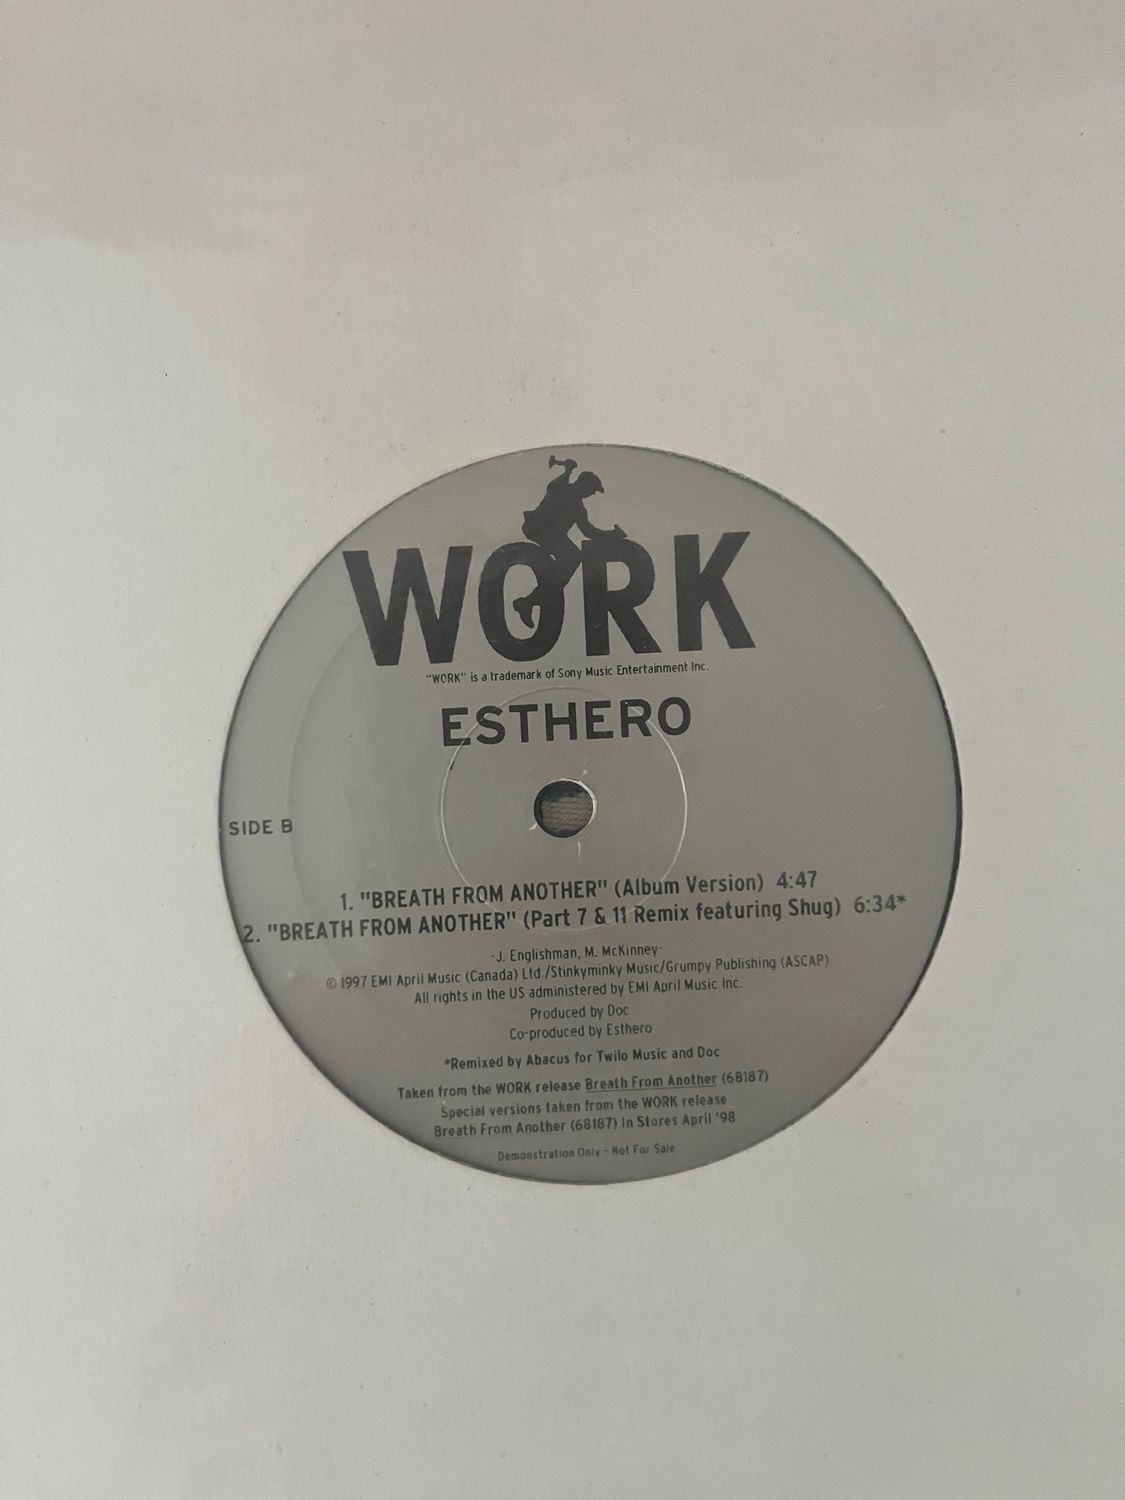 WORK
"WORK" is a trademark of Sony Music Entertainment Inc.
ESTHERO
SIDE B
1. "BREATH FROM ANOTHER" (Album Version) 4:47
2. "BREATH FROM ANOTHER" (Part 7 & 11 Remix featuring Shug) 6:34*
-J. Englishman, M. McKinney-
© 1997 EMI April Music (Canada) Ltd./Stinkyminky Music/Grumpy Publishing (ASCAP)
All rights in the US administered by EMI April Music Inc.
Produced by Doc
Co-produced by Esthero
*Remixed by Abacus for Twilo Music and Doc
Taken from the WORK release Breath From Another (68187)
Special versions taken from the WORK release
Breath From Another (68187) In Stores April '98
Demonstration Only - Not For Sale